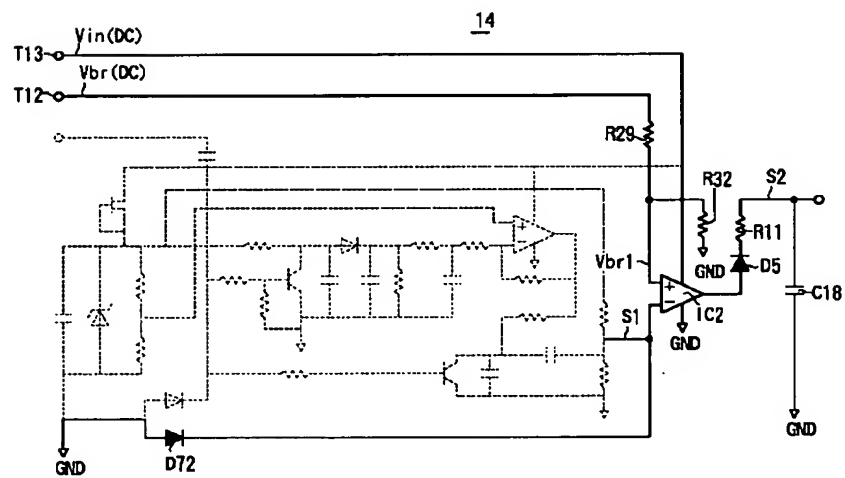 14
Vin(DC)
T13
Vbr(DC)
T12
R29
R32
S2
R11
GND
D5
Vbr1
C18
IC2
S1
GND
GND
D72
GND